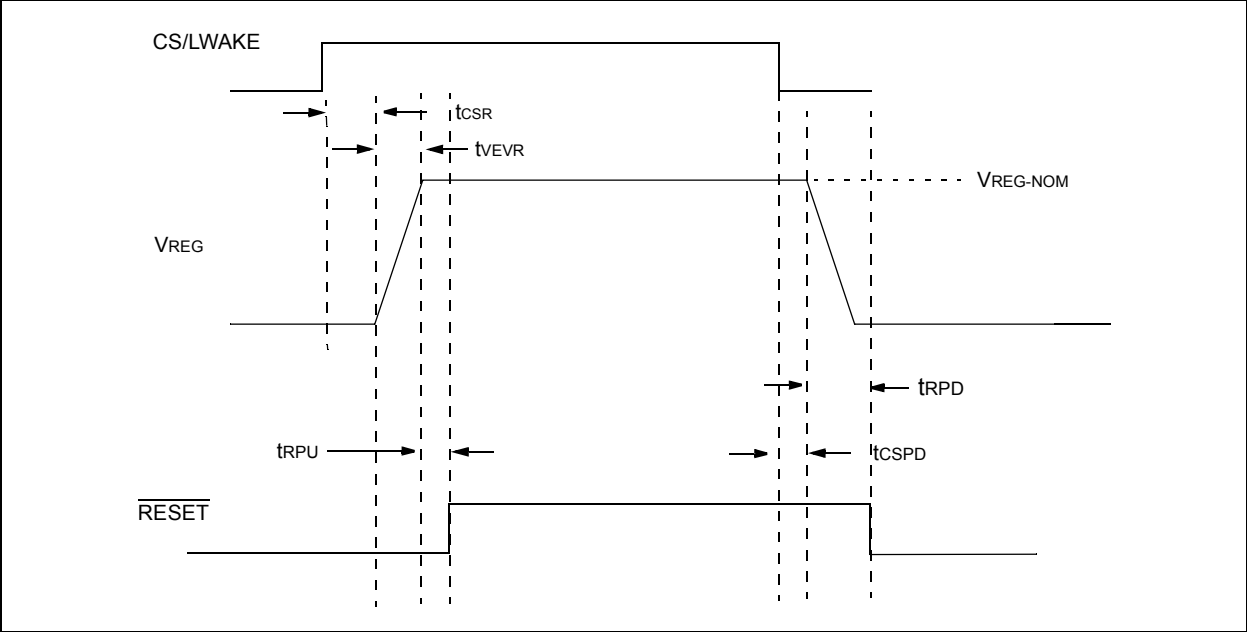 CS/LWAKE
tCSR
tVEVR
VREG-NOM
VREG
tRPD
tRPU
tCSPD
RESET